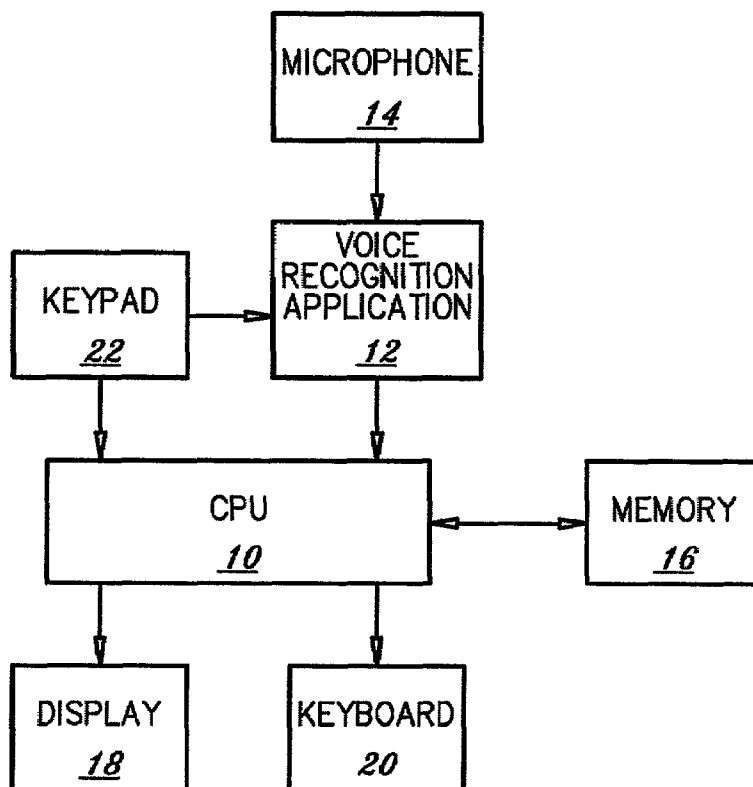 MICROPHONE
14
VOICE
RECOGNITION
APPLICATION
12
KEYPAD
22
CPU
10
MEMORY
16
DISPLAY
18
KEYBOARD
20